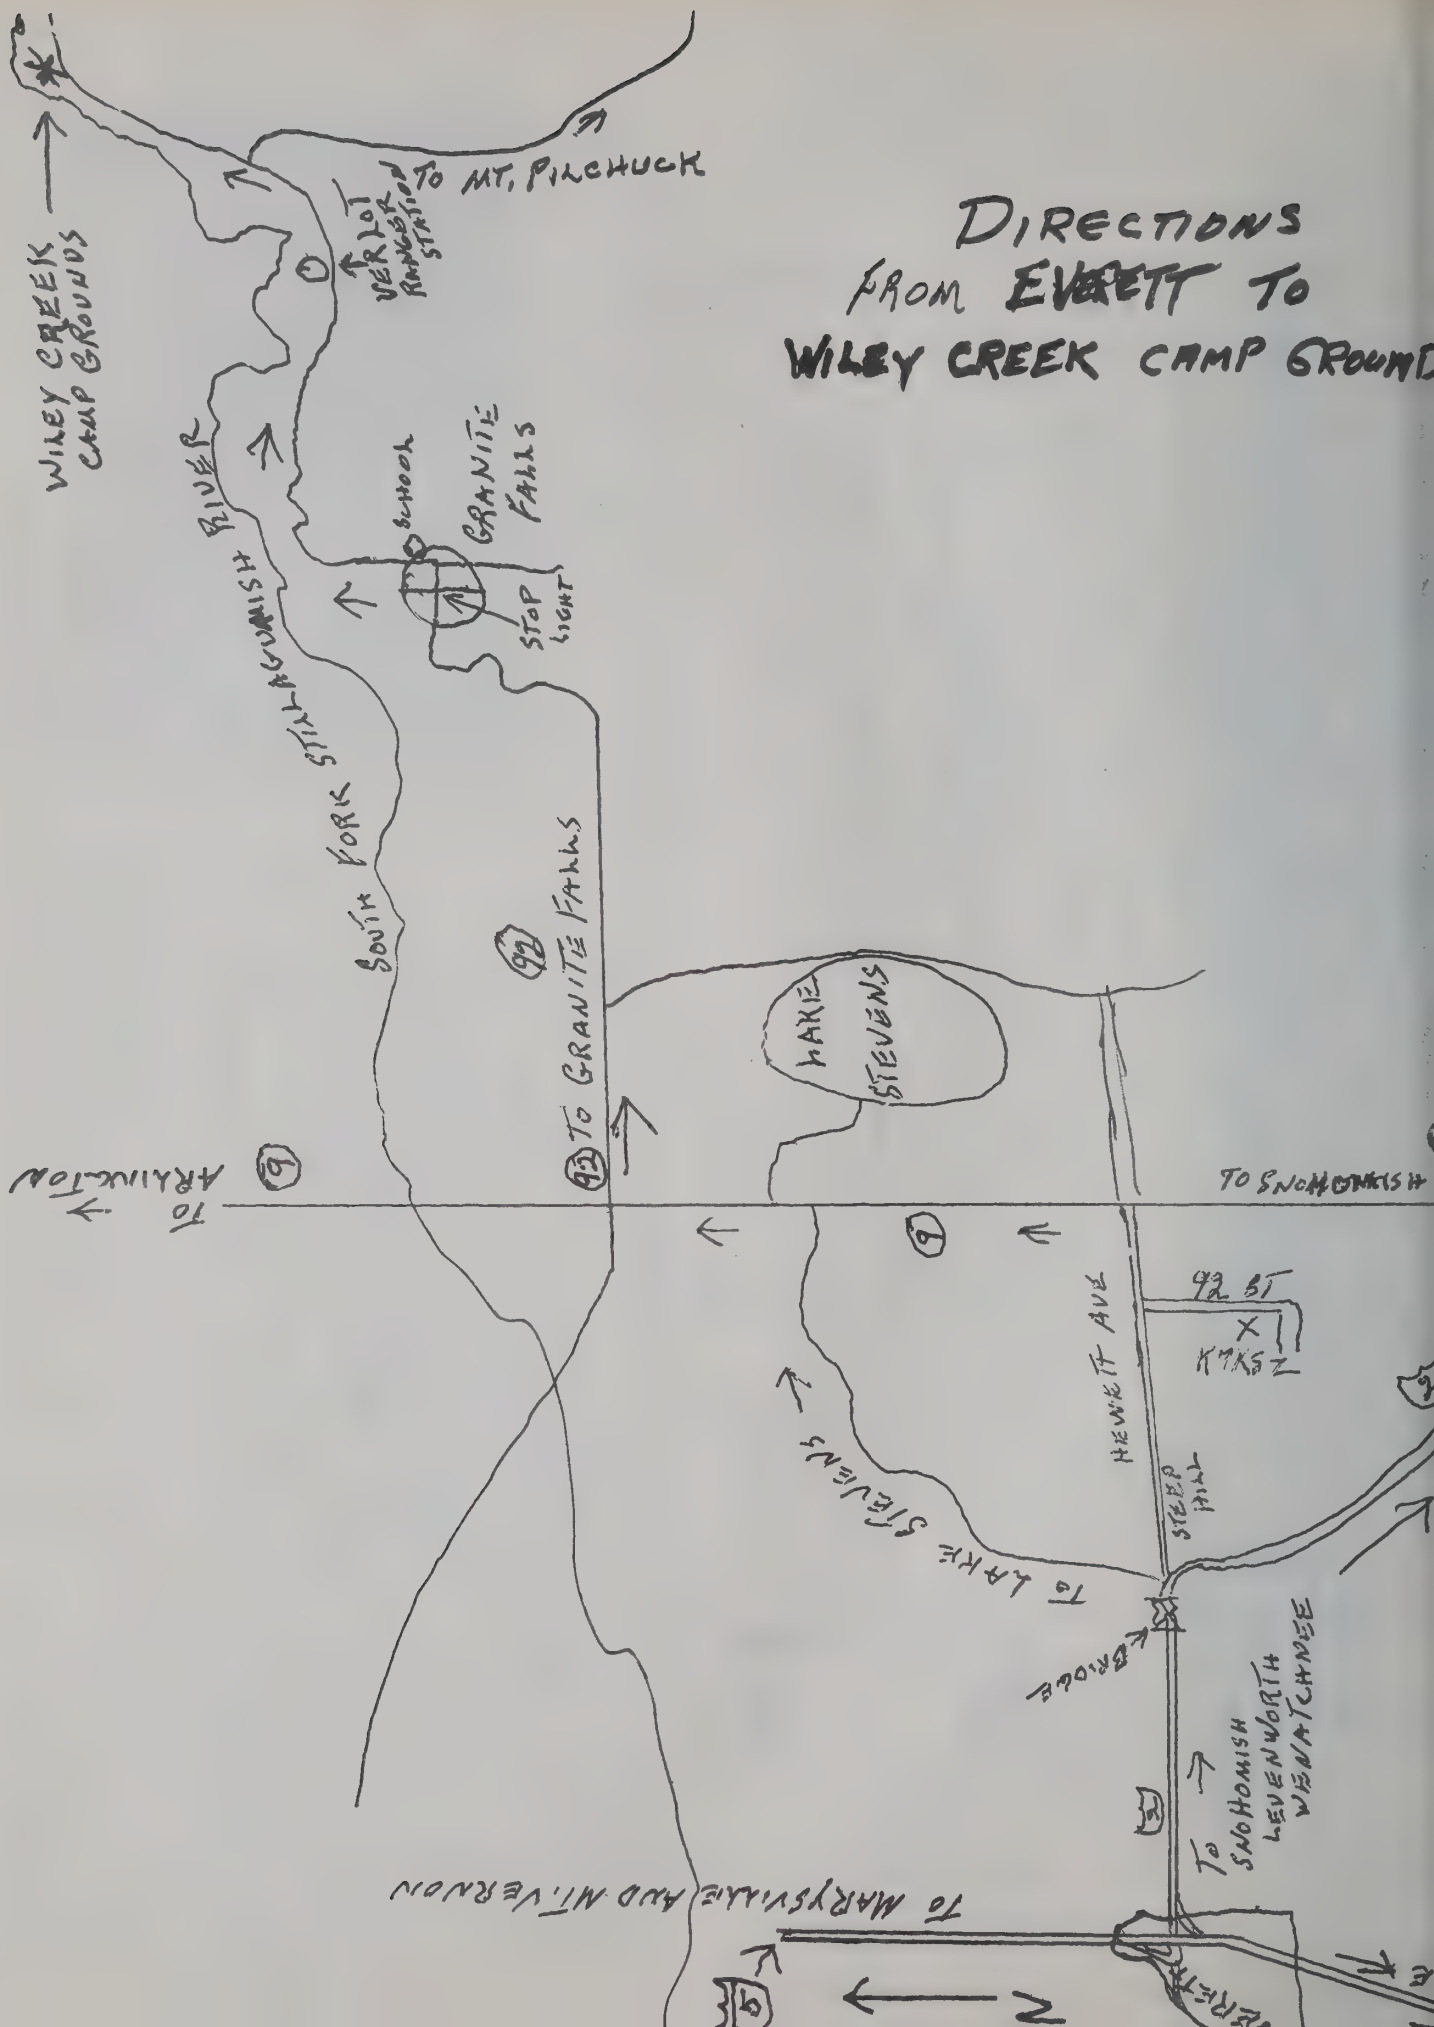 DIRECTIONS
FROM EVERETT TO
WILEY CREEK CAMP GROUND
WILEY CREEK
CAMP GROUNDS
TO MT. PILCHUCK
VERLOT
RANGER
STATION
SOUTH FORK STILLAGUAMISH RIVER
SCHOOL
GRANITE
FALLS
STOP
LIGHT
92
92 TO GRANITE FALLS
LAKE
STEVENS
TO
ARLINGTON
9
9
TO SNOHOMISH
HEWETT AVE
92 ST
X
K7KSZ
STEEP
HILL
TO LAKE STEVENS
BRIDGE
2
2
TO
SNOHOMISH
LEVENWORTH
WENATCHEE
TO MARYSVILLE AND MT. VERNON
5
N